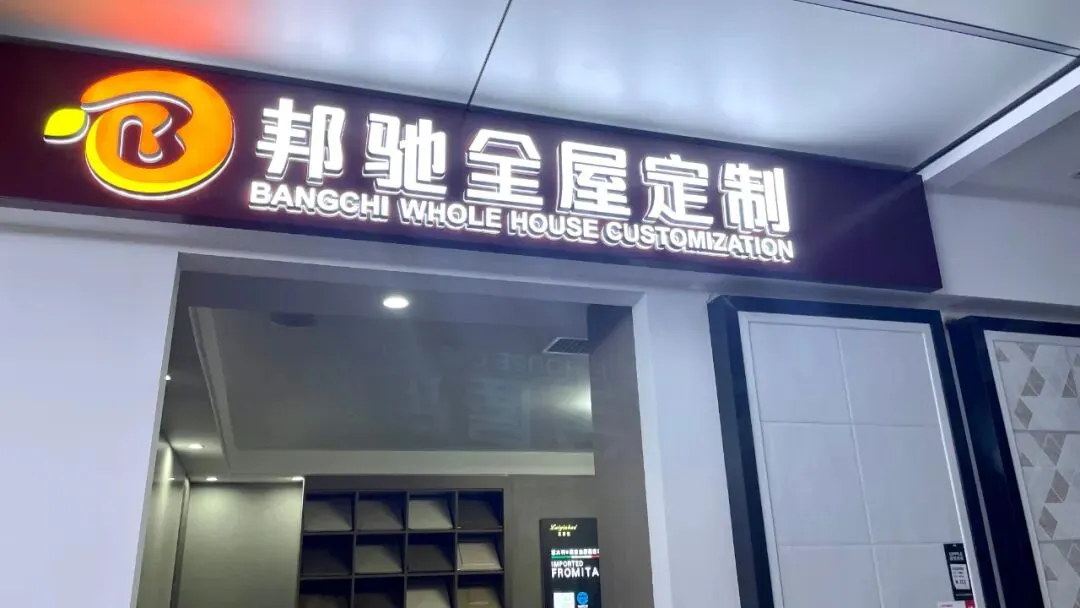 邦驰全屋定制
BANGCHI WHOLE HOUSE CUSTOMIZATION
IMPORTED
FROMITA